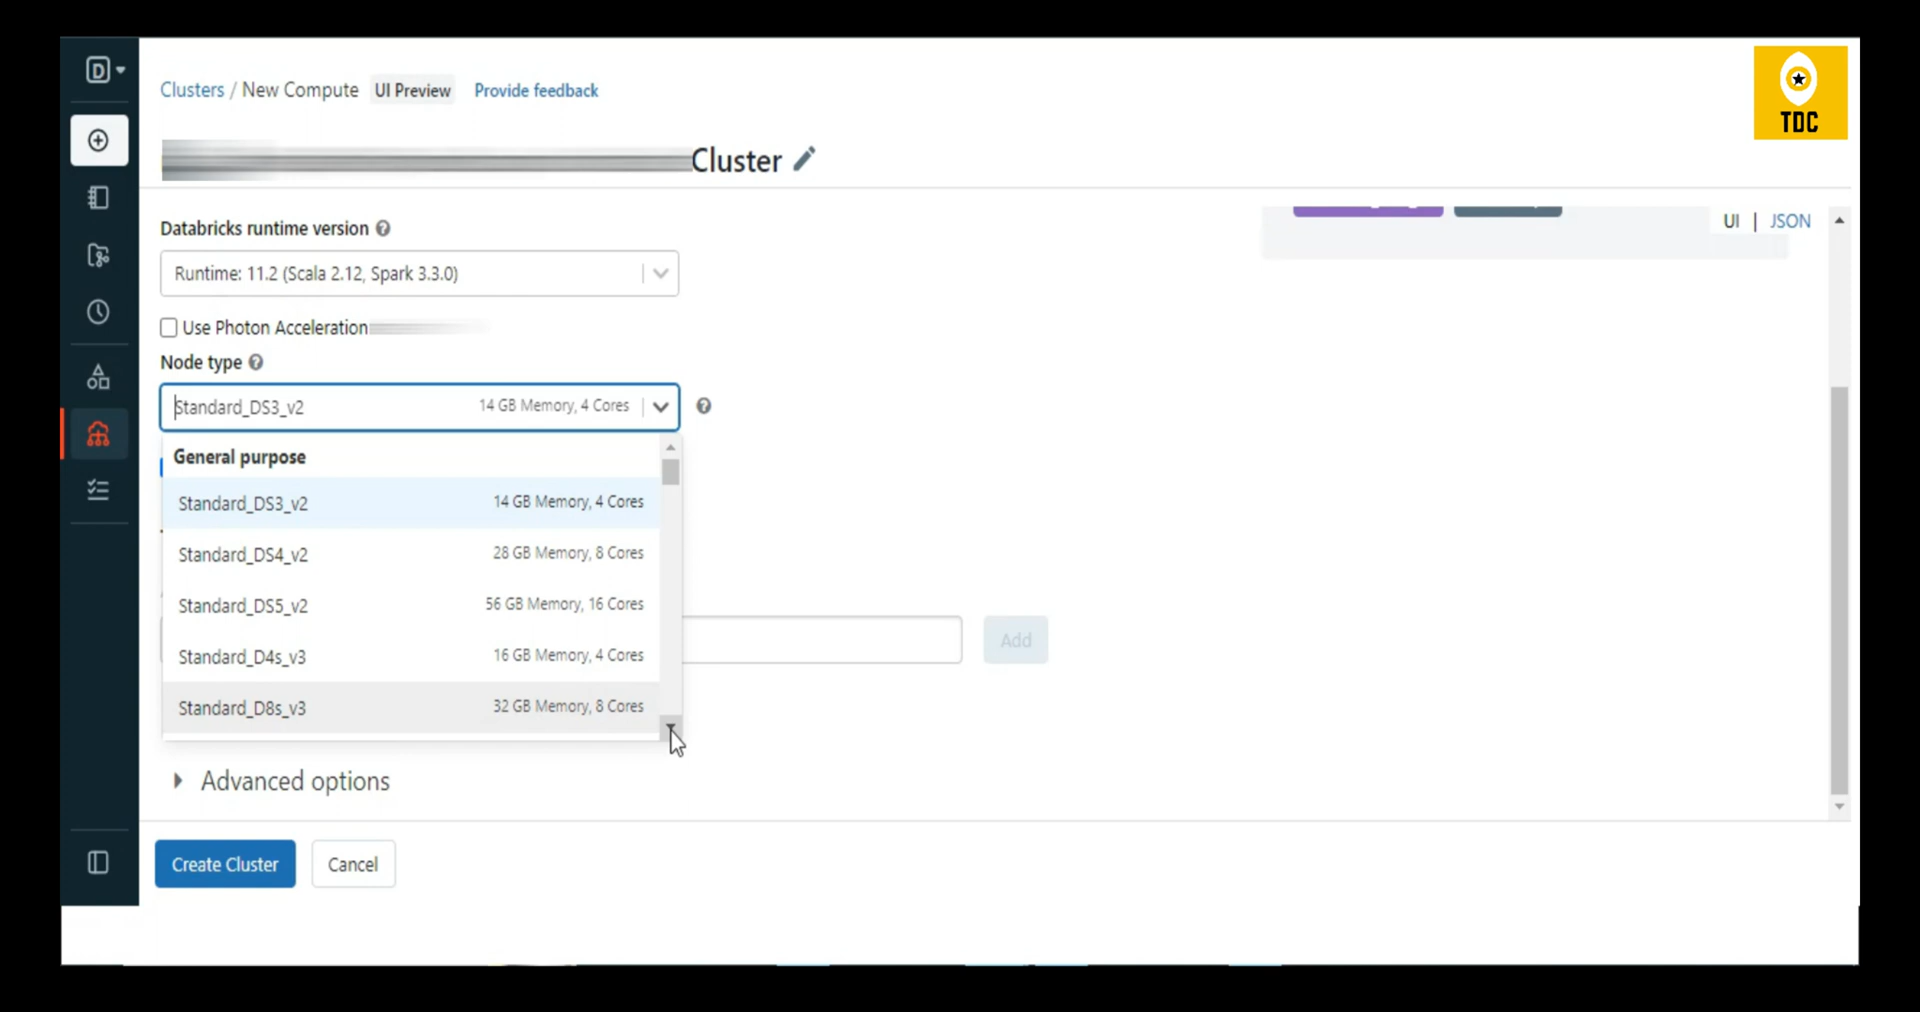 Clusters / New Compute UI Preview Provide feedback
TDC
Cluster
UI | JSON
Databricks runtime version
Runtime: 11.2 (Scala 2.12, Spark 3.3.0)
Use Photon Acceleration
Node type
Standard_DS3_v2 14 GB Memory, 4 Cores
General purpose
Standard_DS3_v2 14 GB Memory, 4 Cores
Standard_DS4_v2 28 GB Memory, 8 Cores
Standard_DS5_v2 56 GB Memory, 16 Cores
Add
Standard_D4s_v3 16 GB Memory, 4 Cores
Standard_D8s_v3 32 GB Memory, 8 Cores
Advanced options
Create Cluster Cancel